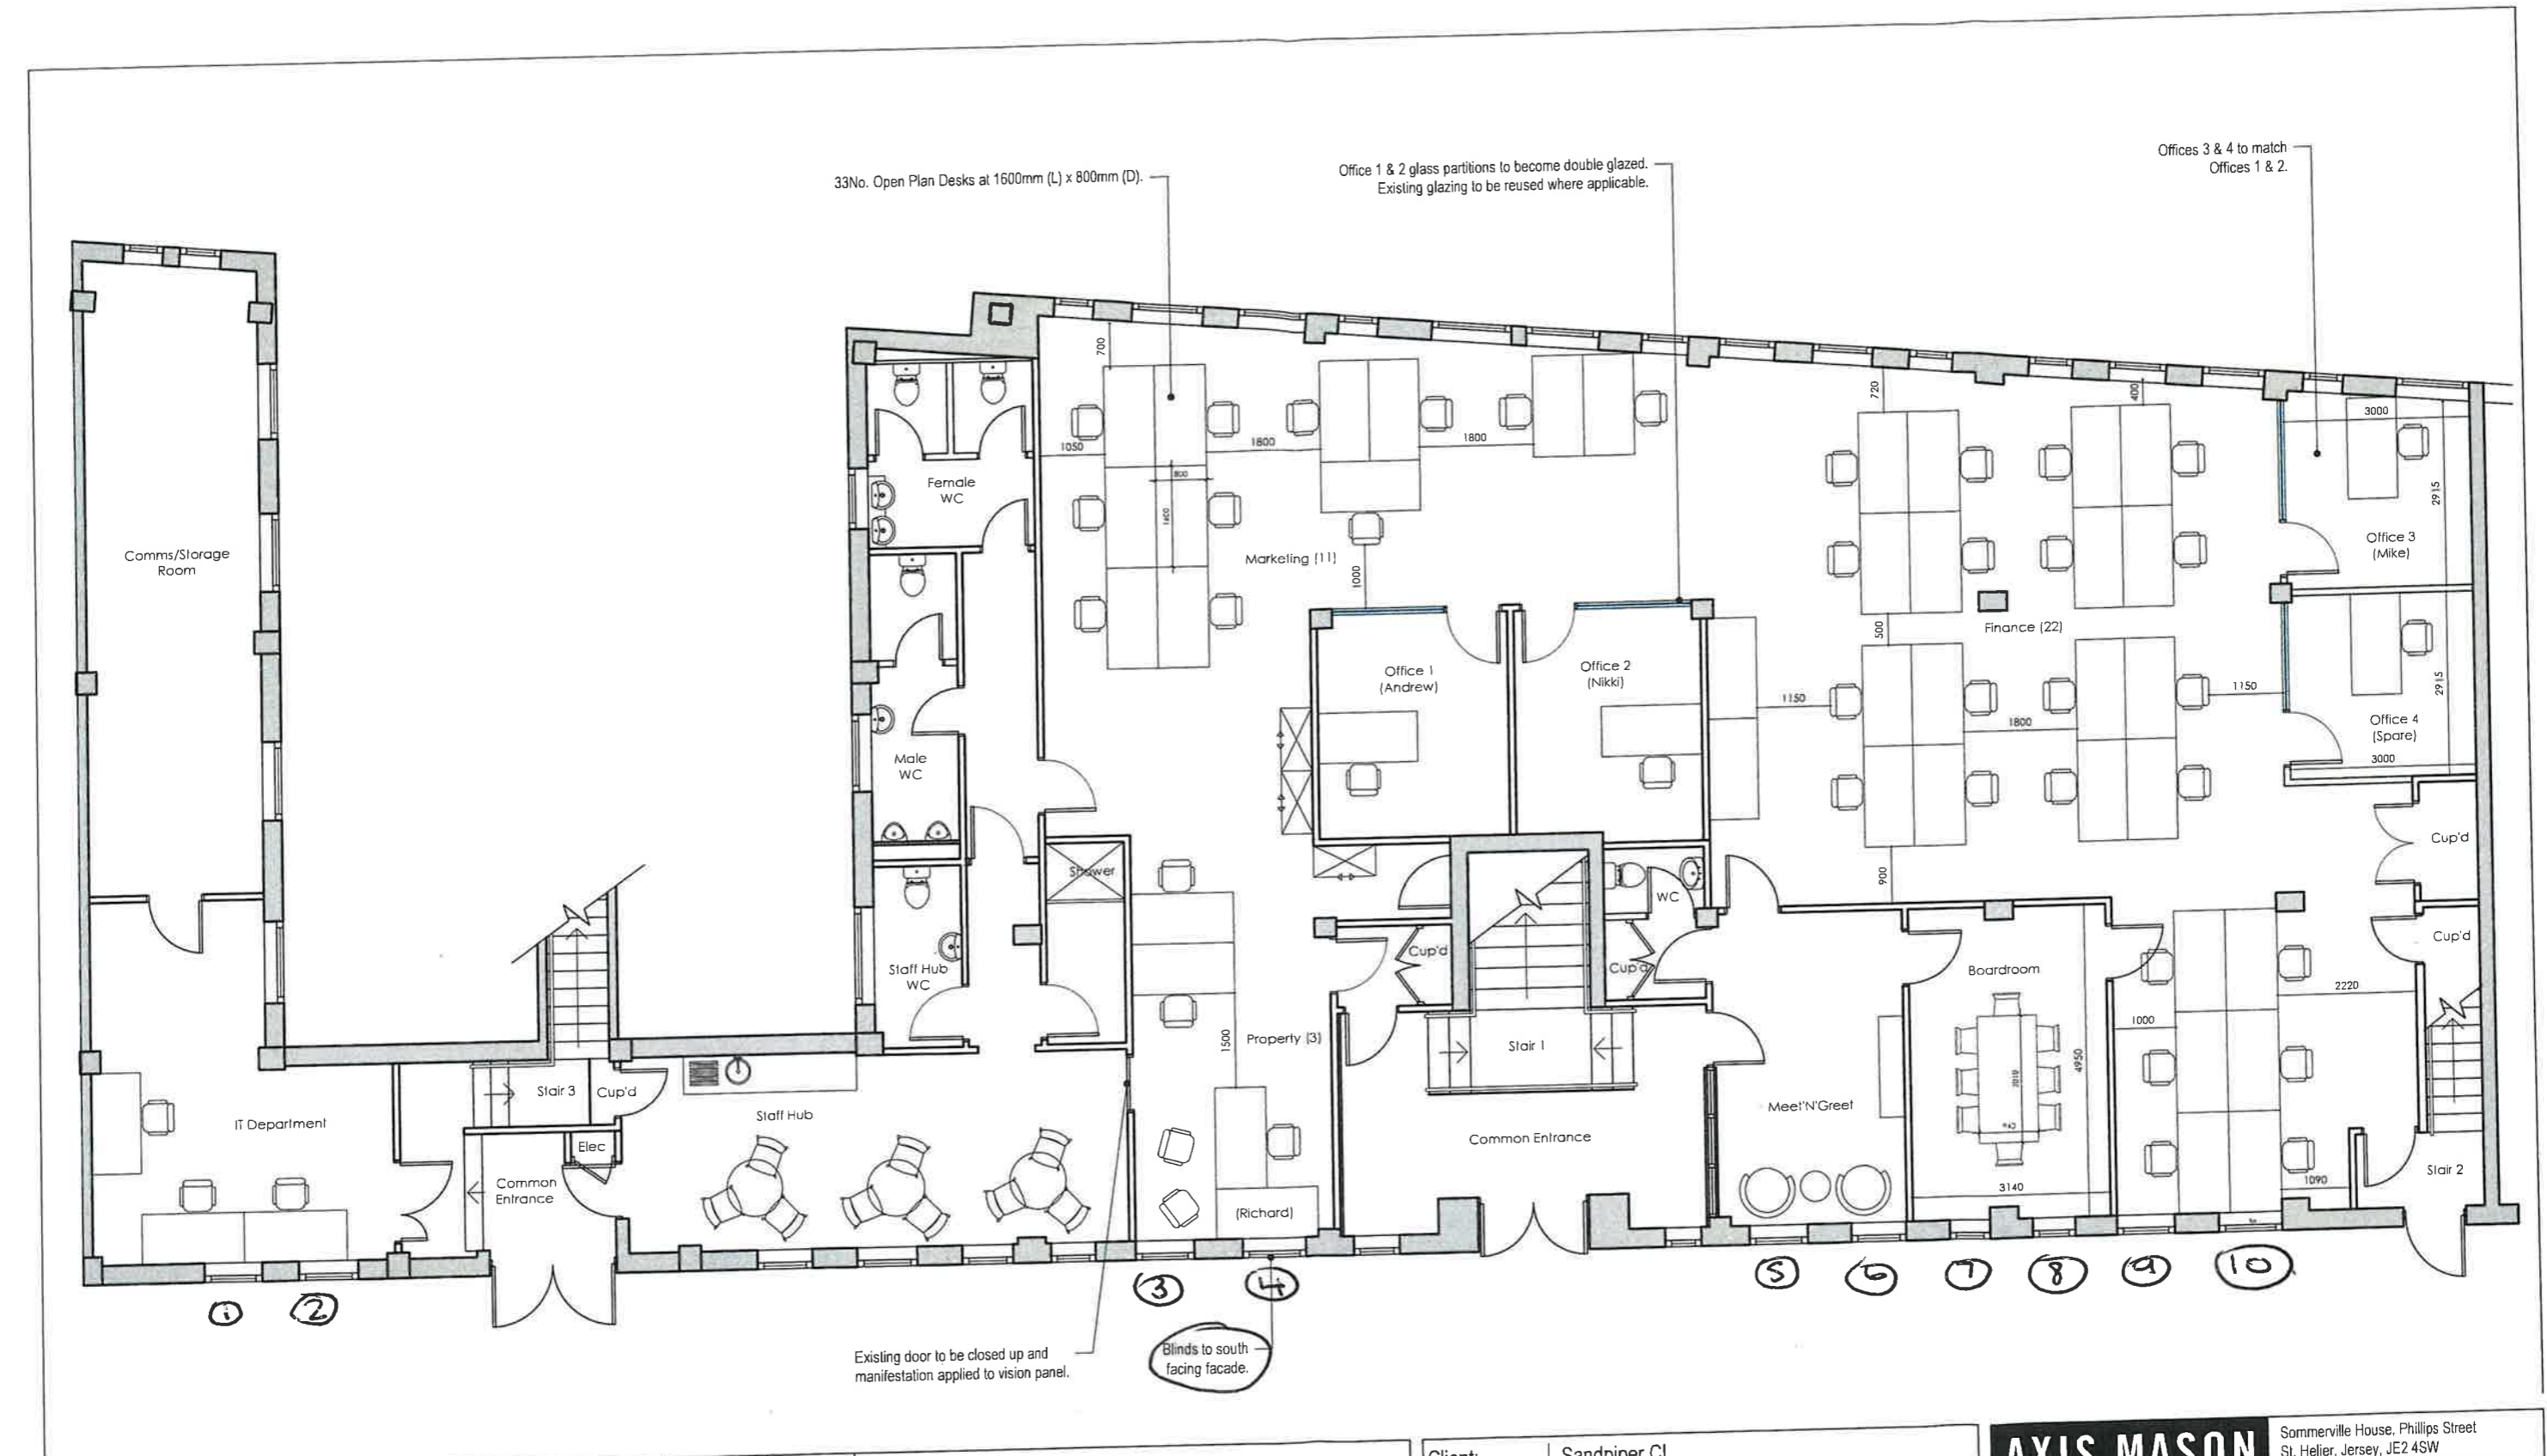 33No. Open Plan Desks at 1600mm (L) x 800mm (D).
Office 1 & 2 glass partitions to become double glazed.
Existing glazing to be reused where applicable.
Offices 3 & 4 to match
Offices 1 & 2.
Comms/Storage
Room
Female
WC
Male
WC
Staff Hub
WC
Shower
700
1050
1800
1800
800
1600
Marketing (11)
1000
Office 1
(Andrew)
Office 2
(Nikki)
720
400
500
Finance (22)
1150
1800
1150
900
3000
2915
Office 3
(Mike)
2915
Office 4
(Spare)
3000
Cup'd
Cup'd
WC
Cup'd
Cup'd
Boardroom
2220
1000
4950
3140
1090
Stair 2
Meet'N'Greet
Stair 1
Common Entrance
Property (3)
1500
(Richard)
IT Department
Stair 3
Cup'd
Elec
Common
Entrance
Staff Hub
1
2
3
4
5
6
7
8
9
10
Existing door to be closed up and
manifestation applied to vision panel.
Blinds to south
facing facade.
Client:
Sandpiper CI
AXIS MASON
Sommerville House, Phillips Street
St. Helier, Jersey, JE2 4SW